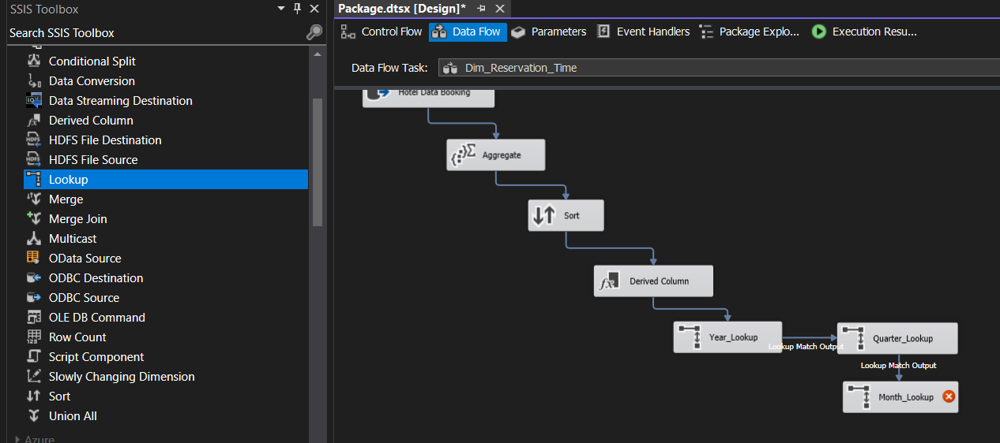 SSIS Toolbox
Search SSIS Toolbox
Conditional Split
Data Conversion
Data Streaming Destination
Derived Column
HDFS File Destination
HDFS File Source
Lookup
Merge
Merge Join
Multicast
OData Source
ODBC Destination
ODBC Source
OLE DB Command
Row Count
Script Component
Slowly Changing Dimension
Sort
Union All
Azure
Package.dtsx [Design]*
Control Flow
Data Flow
Parameters
Event Handlers
Package Explo...
Execution Resu...
Data Flow Task:
Dim_Reservation_Time
Hotel Data Booking
Aggregate
Sort
Derived Column
Year_Lookup
Lookup Match Output
Quarter_Lookup
Lookup Match Output
Month_Lookup